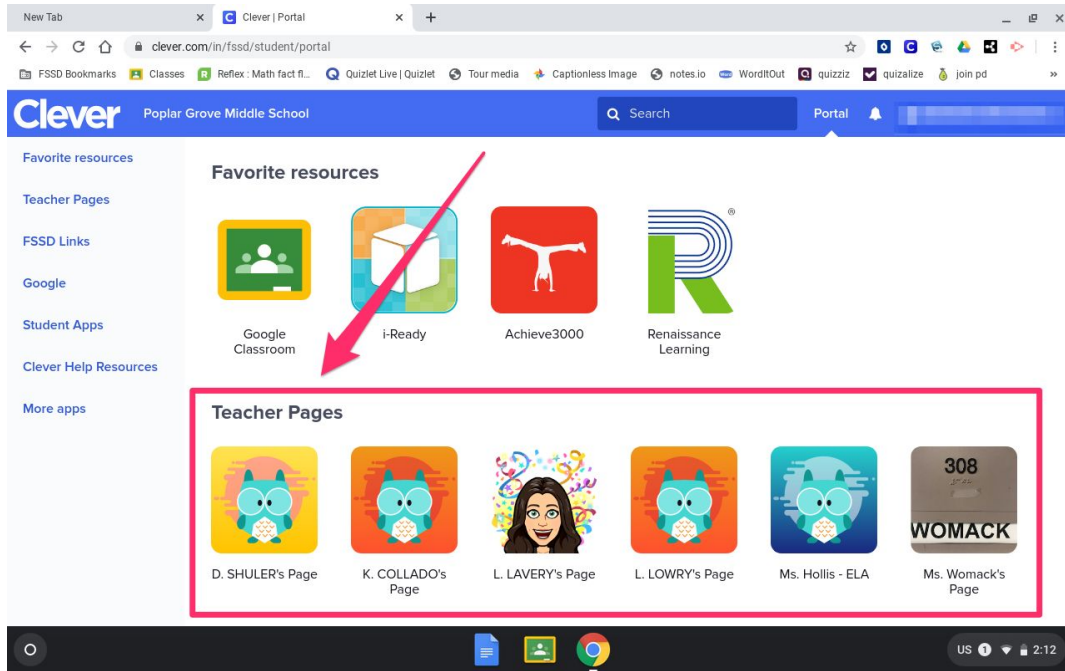 New Tab
Clever | Portal
clever.com/in/fssd/student/portal
FSSD Bookmarks Classes Reflex : Math fact fl... Quizlet Live | Quizlet Tour media Captionless Image notes.io WordItOut quizziz quizalize join pd »
Clever Poplar Grove Middle School Search Portal
Favorite resources
Teacher Pages
FSSD Links
Google
Student Apps
Clever Help Resources
More apps
Favorite resources
Google
Classroom
i-Ready
Achieve3000
R®
Renaissance
Learning
Teacher Pages
D. SHULER's Page
K. COLLADO's
Page
L. LAVERY's Page
L. LOWRY's Page
Ms. Hollis - ELA
308
WOMACK
Ms. Womack's
Page
US 1 2:12